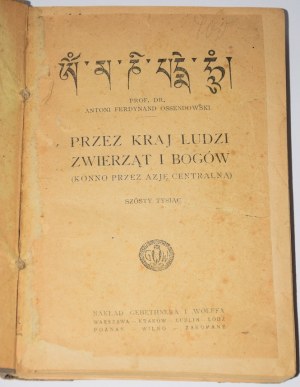 ༀ་མ་ཎི་པདྨེ་ཧཱུྃ།
PROF. DR.
ANTONI FERDYNAND OSSENDOWSKI
PRZEZ KRAJ LUDZI
ZWIERZĄT I BOGÓW
(KONNO PRZEZ AZJĘ CENTRALNĄ)
SZÓSTY TYSIĄC
NAKŁAD GEBETHNERA I WOLFFA
WARSZAWA — KRAKÓW — LUBLIN — ŁÓDŹ
POZNAŃ — WILNO — ZAKOPANE